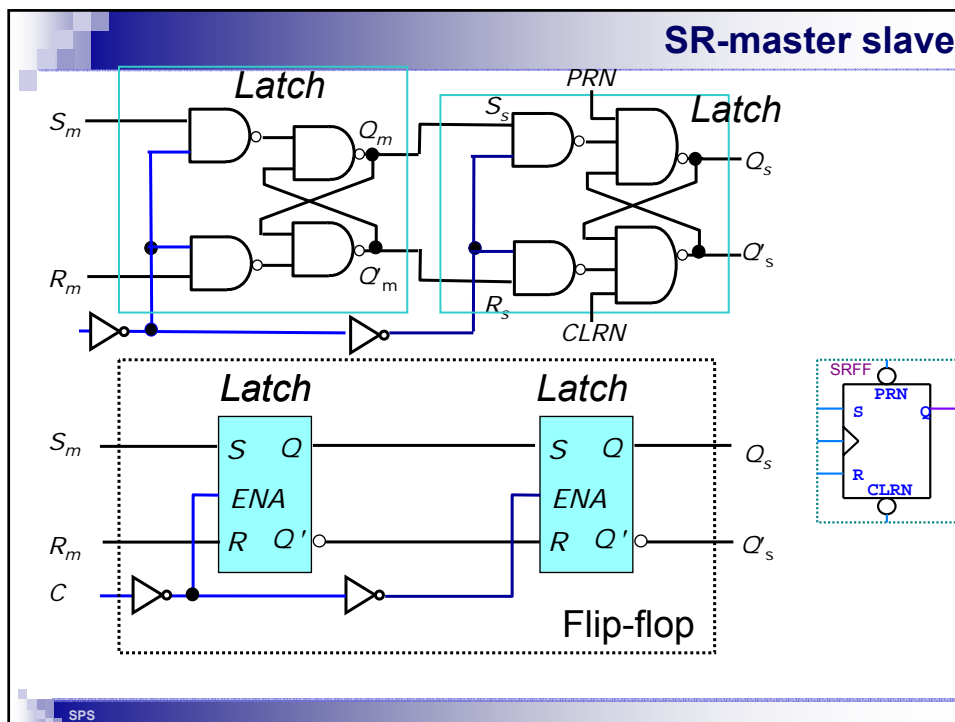 SR-master slave
Latch
PRN
Latch
Sm
Qm
Ss
Qs
Rm
Q'm
Rs
Q's
CLRN
Latch
Latch
SRFF
PRN
Sm
S Q
S Q
Qs
S Q
ENA
ENA
R
Rm
R Q'
R Q'
Q's
CLRN
C
Flip-flop
SPS